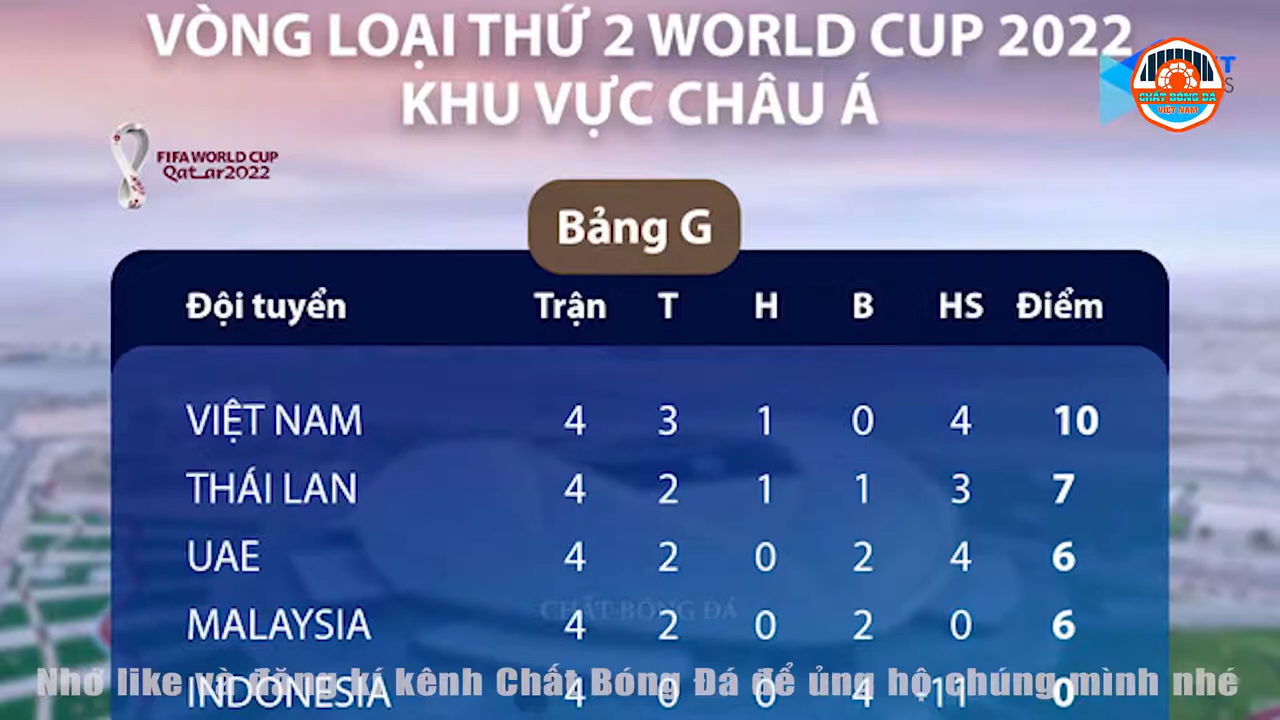 VÒNG LOẠI THỨ 2 WORLD CUP 2022
KHU VỰC CHÂU Á
CHẤT BÓNG ĐÁ
VIỆT NAM
FIFA WORLD CUP
Qatar2022
Bảng G
Đội tuyển Trận T H B HS Điểm
VIỆT NAM 4 3 1 0 4 10
THÁI LAN 4 2 1 1 3 7
UAE 4 2 0 2 4 6
CHẤT BÓNG ĐÁ
MALAYSIA 4 2 0 2 0 6
INDONESIA 4 0 0 4 -11 0
Nhớ like và đăng kí kênh Chất Bóng Đá để ủng hộ chúng mình nhé